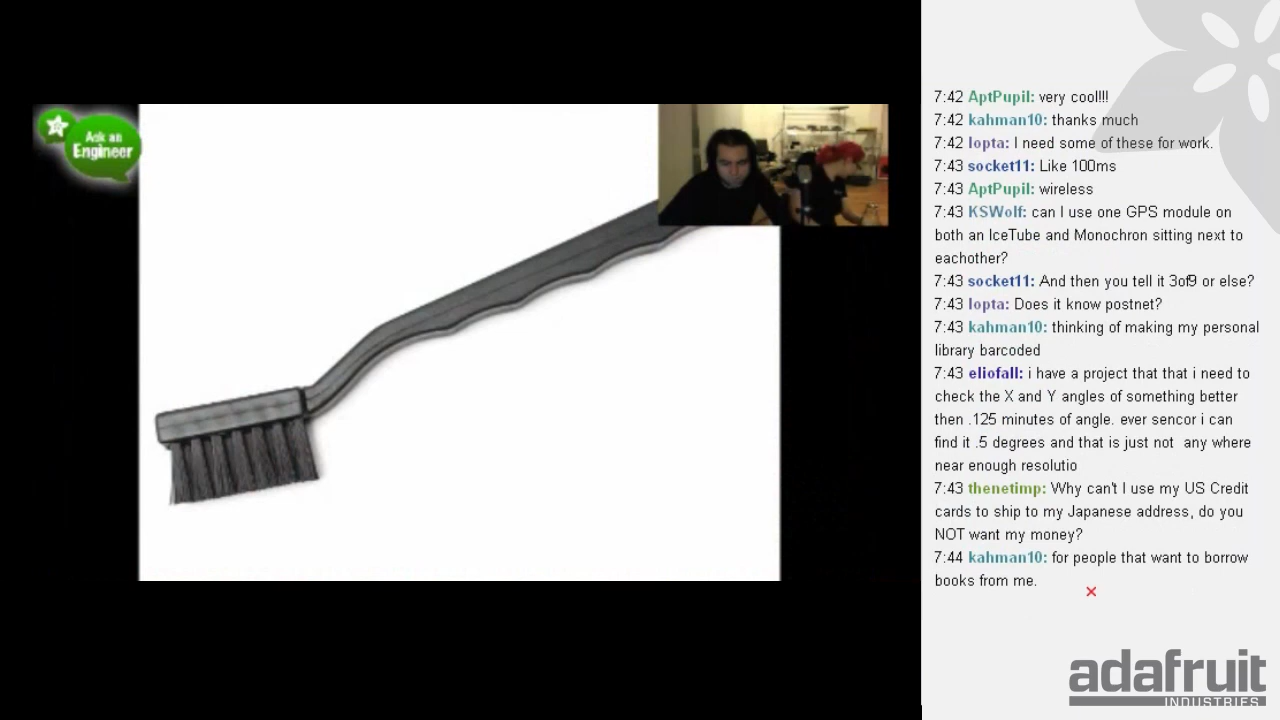 Ask an
Engineer
7:42 AptPupil: very cool!!!
7:42 kahman10: thanks much
7:42 lopta: I need some of these for work.
7:43 socket11: Like 100ms
7:43 AptPupil: wireless
7:43 KSWolf: can I use one GPS module on
both an IceTube and Monochron sitting next to
eachother?
7:43 socket11: And then you tell it 3of9 or else?
7:43 lopta: Does it know postnet?
7:43 kahman10: thinking of making my personal
library barcoded
7:43 eliofall: i have a project that that i need to
check the X and Y angles of something better
then .125 minutes of angle. ever sencor i can
find it .5 degrees and that is just not any where
near enough resolutio
7:43 thenetimp: Why can't I use my US Credit
cards to ship to my Japanese address, do you
NOT want my money?
7:44 kahman10: for people that want to borrow
books from me.
adafruit
INDUSTRIES